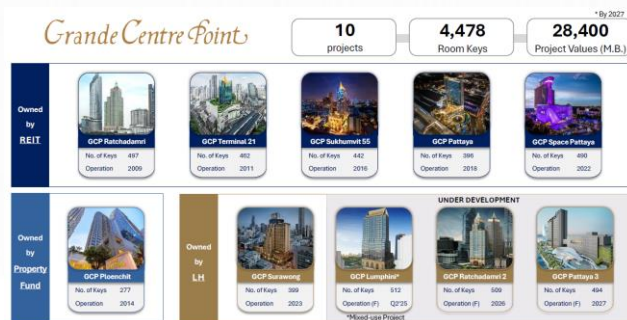 * By 2027
Grande Centre Point
10
projects
4,478
Room Keys
28,400
Project Values (M.B.)
Owned
by
REIT
GCP Ratchadamri
No. of Keys 497
Operation 2009
GCP Terminal 21
No. of Keys 462
Operation 2011
GCP Sukhumvit 55
No. of Keys 442
Operation 2016
GCP Pattaya
No. of Keys 396
Operation 2018
GCP Space Pattaya
No. of Keys 490
Operation 2022
Owned
by
Property
Fund
GCP Ploenchit
No. of Keys 277
Operation 2014
Owned
by
LH
GCP Surawong
No. of Keys 399
Operation 2023
UNDER DEVELOPMENT
GCP Lumphini*
No. of Keys 512
Operation (F) Q2'25
*Mixed-use Project
GCP Ratchadamri 2
No. of Keys 509
Operation (F) 2026
GCP Pattaya 3
No. of Keys 494
Operation (F) 2027